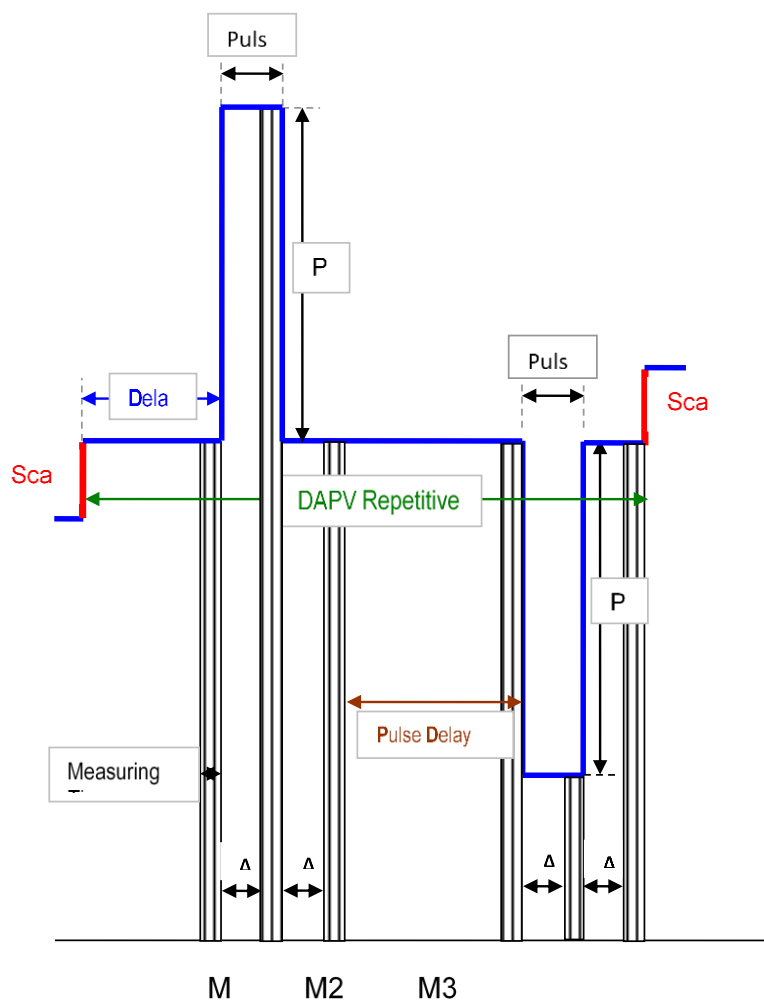 Puls
P
Puls
Dela
Sca
Sca
DAPV Repetitive
P
Pulse Delay
Measuring
Δ
Δ
Δ
Δ
M
M2
M3